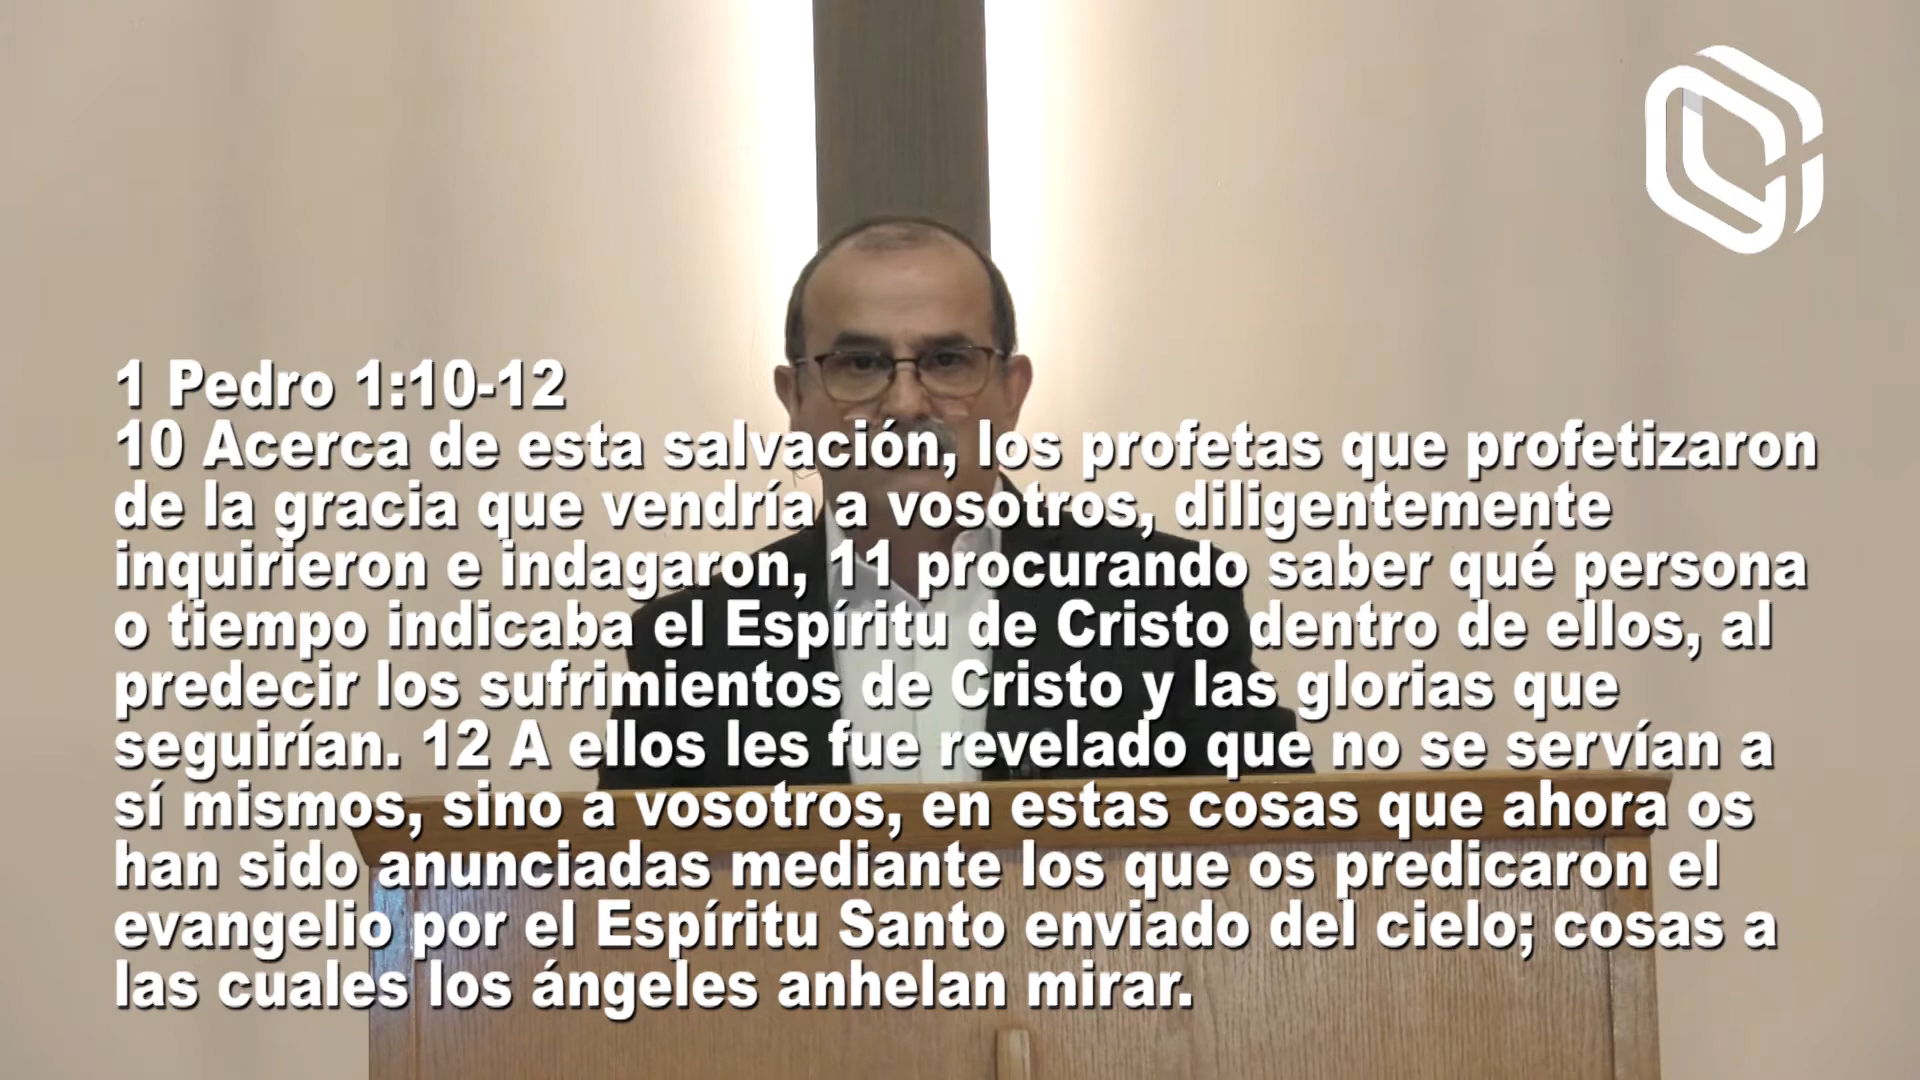 1 Pedro 1:10-12
10 Acerca de esta salvación, los profetas que profetizaron
de la gracia que vendría a vosotros, diligentemente
inquirieron e indagaron, 11 procurando saber qué persona
o tiempo indicaba el Espíritu de Cristo dentro de ellos, al
predecir los sufrimientos de Cristo y las glorias que
seguirían. 12 A ellos les fue revelado que no se servían a
sí mismos, sino a vosotros, en estas cosas que ahora os
han sido anunciadas mediante los que os predicaron el
evangelio por el Espíritu Santo enviado del cielo; cosas a
las cuales los ángeles anhelan mirar.